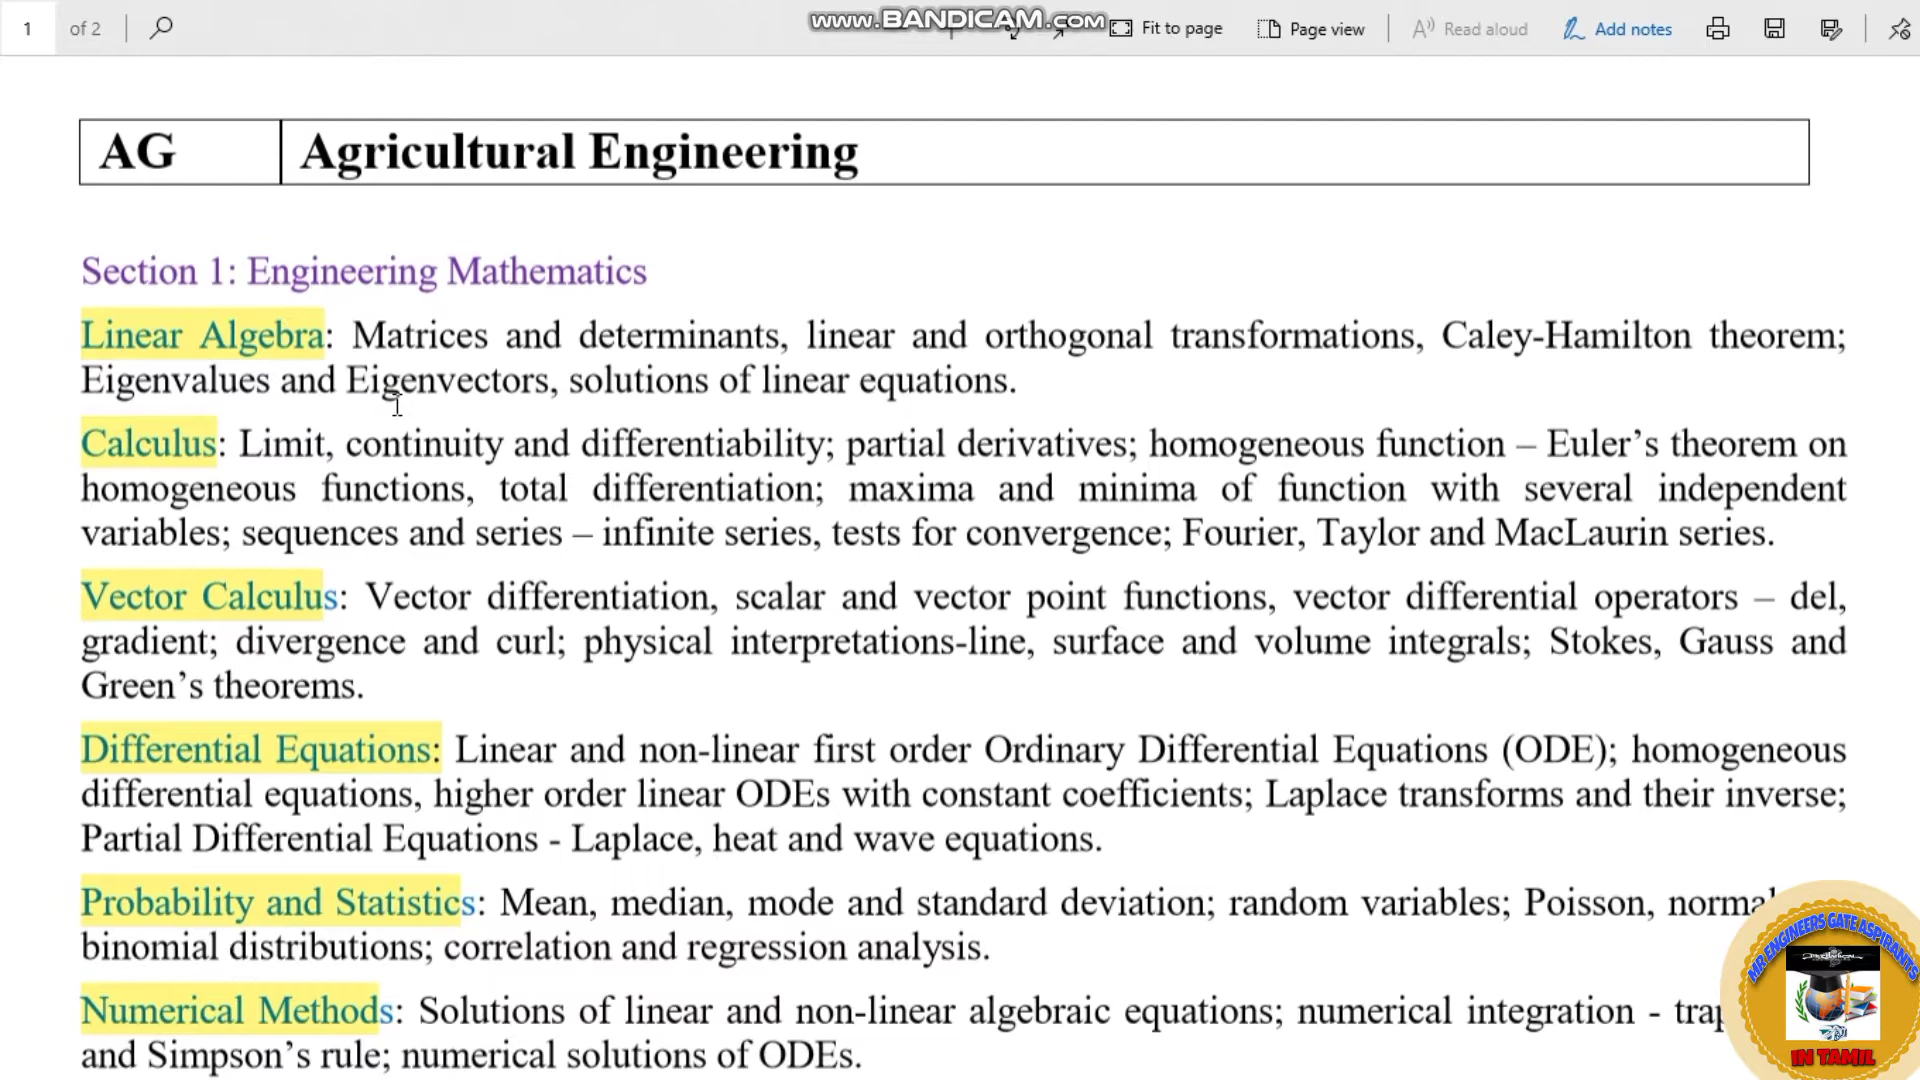 1 of 2
www.BANDICAM.com
Fit to page
Page view
Read aloud
Add notes
AG Agricultural Engineering
Section 1: Engineering Mathematics
Linear Algebra: Matrices and determinants, linear and orthogonal transformations, Caley-Hamilton theorem;
Eigenvalues and Eigenvectors, solutions of linear equations.
Calculus: Limit, continuity and differentiability; partial derivatives; homogeneous function – Euler’s theorem on
homogeneous functions, total differentiation; maxima and minima of function with several independent
variables; sequences and series – infinite series, tests for convergence; Fourier, Taylor and MacLaurin series.
Vector Calculus: Vector differentiation, scalar and vector point functions, vector differential operators – del,
gradient; divergence and curl; physical interpretations-line, surface and volume integrals; Stokes, Gauss and
Green’s theorems.
Differential Equations: Linear and non-linear first order Ordinary Differential Equations (ODE); homogeneous
differential equations, higher order linear ODEs with constant coefficients; Laplace transforms and their inverse;
Partial Differential Equations - Laplace, heat and wave equations.
Probability and Statistics: Mean, median, mode and standard deviation; random variables; Poisson, normal
binomial distributions; correlation and regression analysis.
Numerical Methods: Solutions of linear and non-linear algebraic equations; numerical integration -
and Simpson’s rule; numerical solutions of ODEs.
MR ENGINEERS GATE ASPIRANTS
IN TAMIL